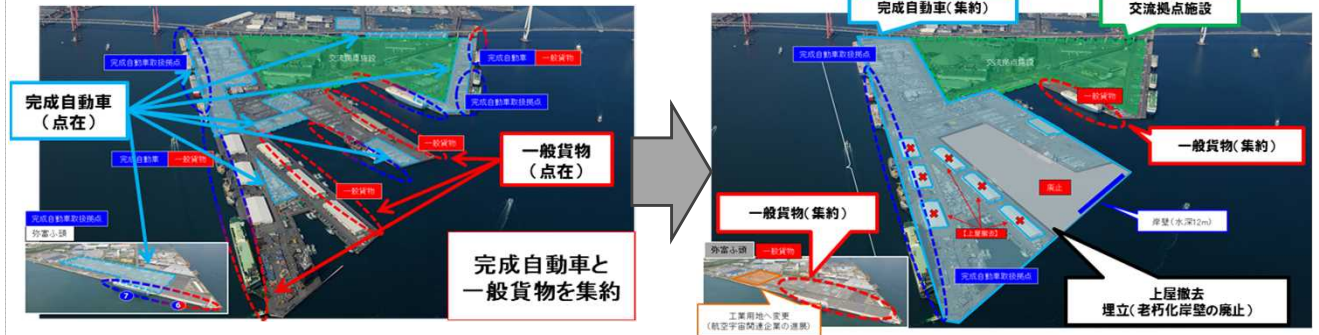 完成自動車取扱拠点
交流拠点施設
完成自動車
一般貨物
完成自動車取扱拠点
完成自動車
（点在）
一般貨物
完成自動車
一般貨物
一般貨物
（点在）
一般貨物
完成自動車取扱拠点
弥富ふ頭
7
6
完成自動車と
一般貨物を集約
完成自動車(集約)
交流拠点施設
完成自動車取扱拠点
交流拠点施設
一般貨物
一般貨物(集約)
廃止
岸壁(水深12m)
一般貨物(集約)
【上屋撤去】
弥富ふ頭
一般貨物
完成自動車取扱拠点
工業用地へ変更
(航空宇宙関連企業の進展)
上屋撤去
埋立(老朽化岸壁の廃止)